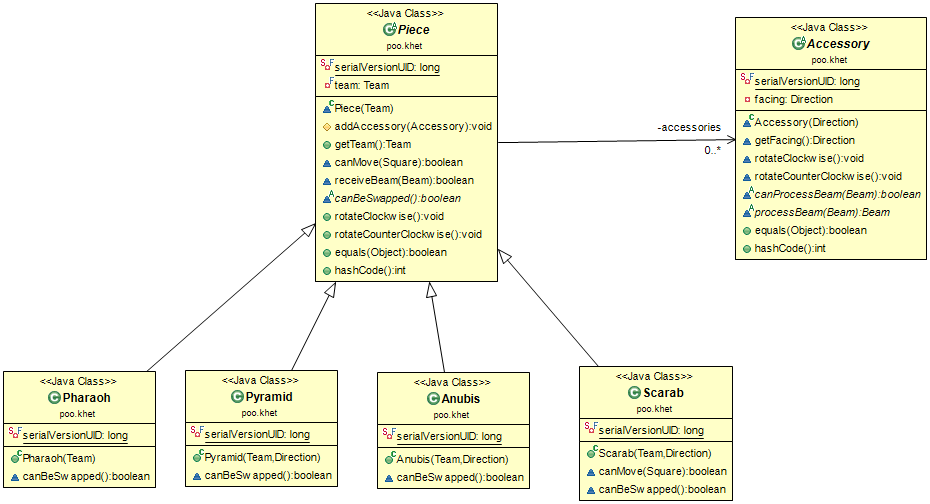 <<Java Class>>
Piece
poo.khet
serialVersionUID: long
team: Team
Piece(Team)
addAccessory(Accessory):void
getTeam():Team
canMove(Square):boolean
receiveBeam(Beam):boolean
canBeSwapped():boolean
rotateClockwise():void
rotateCounterClockwise():void
equals(Object):boolean
hashCode():int
-accessories
0..*
<<Java Class>>
Accessory
poo.khet
serialVersionUID: long
facing: Direction
Accessory(Direction)
getFacing():Direction
rotateClockwise():void
rotateCounterClockwise():void
canProcessBeam(Beam):boolean
processBeam(Beam):Beam
equals(Object):boolean
hashCode():int
<<Java Class>>
Pharaoh
poo.khet
serialVersionUID: long
Pharaoh(Team)
canBeSwapped():boolean
<<Java Class>>
Pyramid
poo.khet
serialVersionUID: long
Pyramid(Team,Direction)
canBeSwapped():boolean
<<Java Class>>
Anubis
poo.khet
serialVersionUID: long
Anubis(Team,Direction)
canBeSwapped():boolean
<<Java Class>>
Scarab
poo.khet
serialVersionUID: long
Scarab(Team,Direction)
canMove(Square):boolean
canBeSwapped():boolean